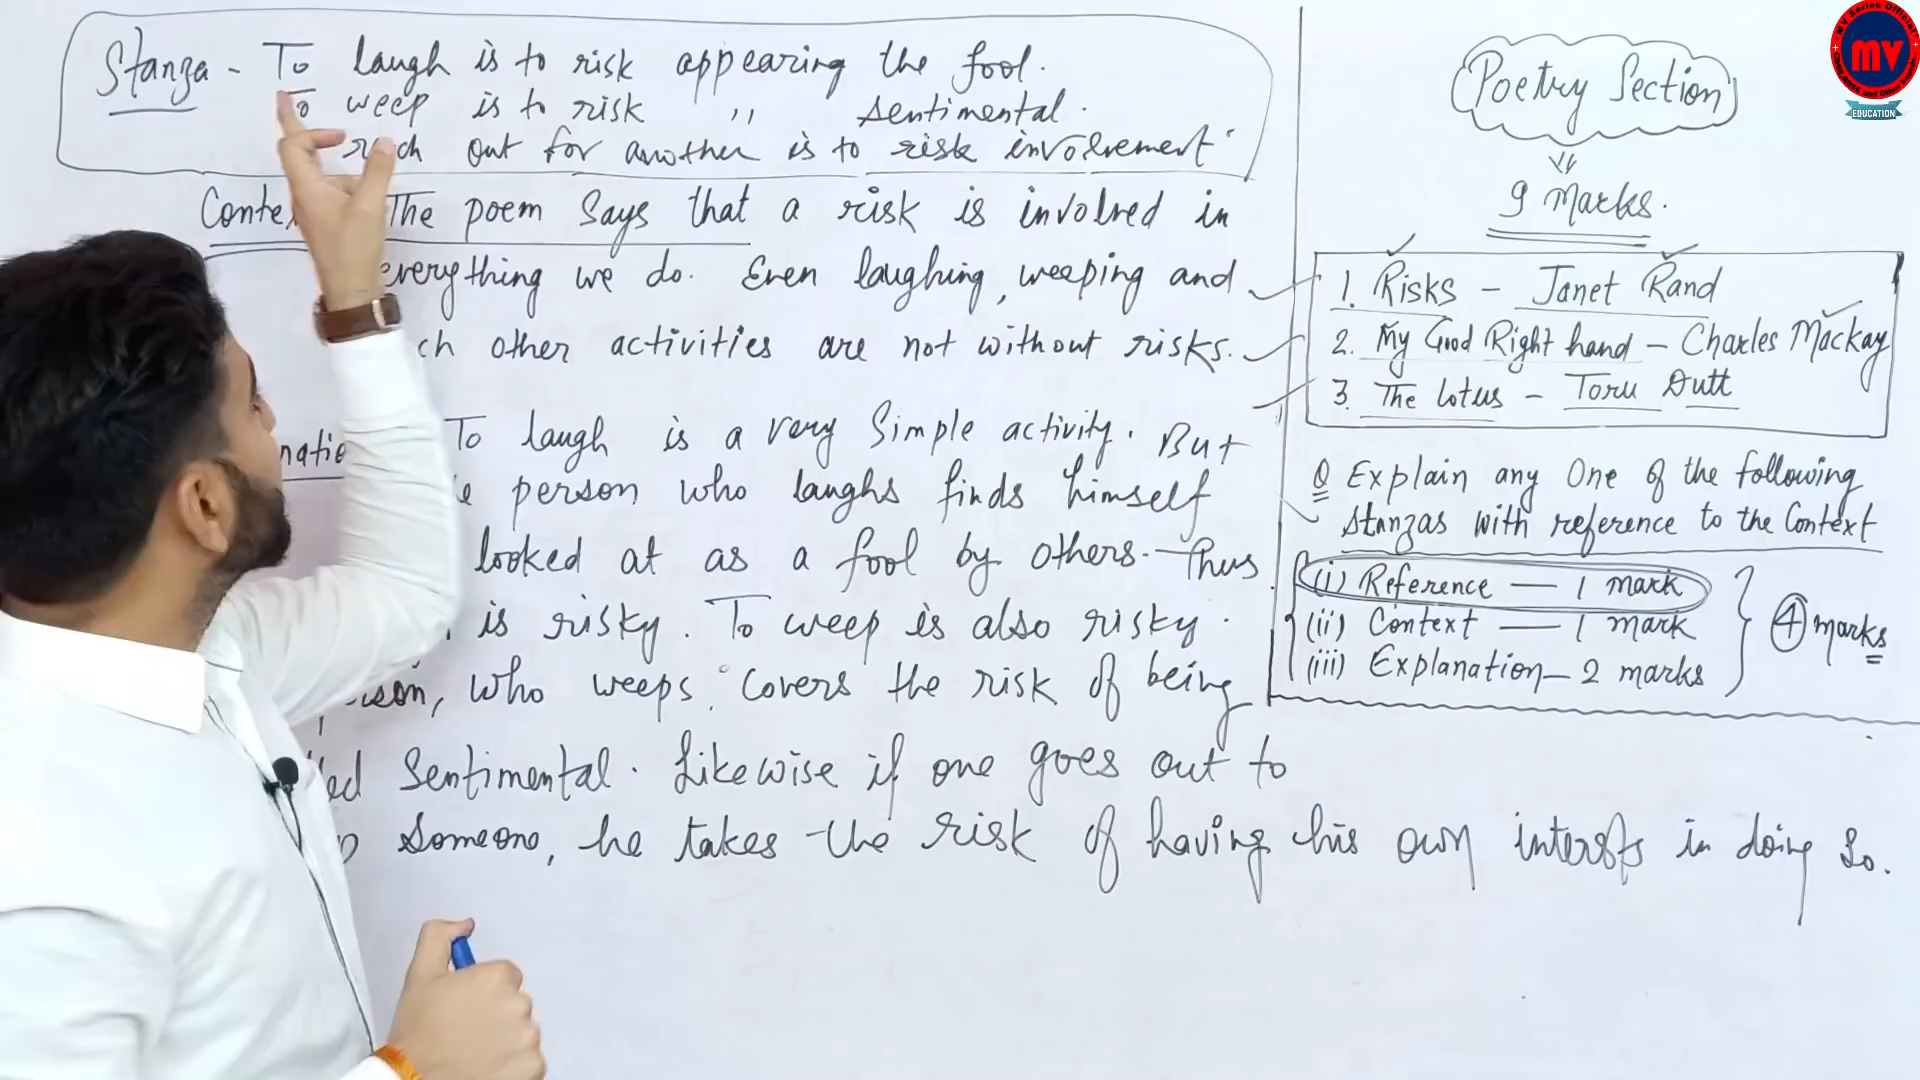 Stanza - To laugh is to risk appearing the fool.
To weep is to risk " sentimental.
out for another is to risk involvement
The poem says that a risk is involved in
everything we do. Even laughing, weeping and
other activities are not without risks.
To laugh is a very simple activity. But
person who laughs finds himself
looked at as a fool by others. Thus
is risky. To weep is also risky.
who weeps, covers the risk of being
Sentimental. Likewise if one goes out to
someone, he takes the risk of having his own intersts in doing so.
Poetry Section
9 Marks.
1. Risks - Janet Rand
2. My Good Right hand - Charles Mackay
3. The lotus - Toru Dutt
Q Explain any One of the following
stanzas with reference to the Context
(i) Reference — 1 mark
(ii) Context — 1 mark
(iii) Explanation — 2 marks
4 marks
MV
EDUCATION